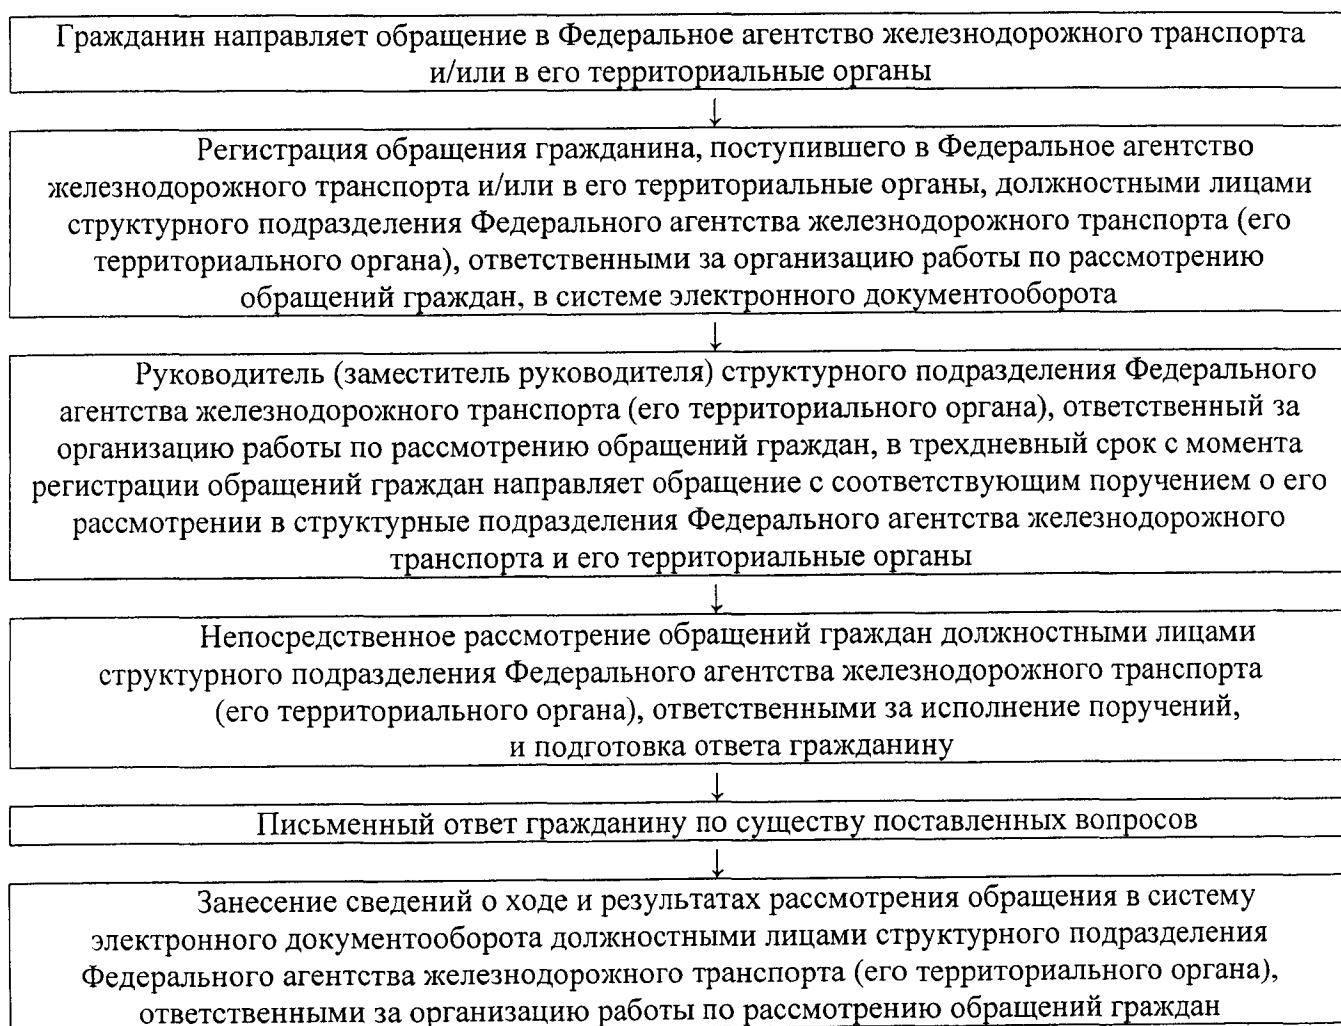 Гражданин направляет обращение в Федеральное агентство железнодорожного транспорта
и/или в его территориальные органы
↓
Регистрация обращения гражданина, поступившего в Федеральное агентство
железнодорожного транспорта и/или в его территориальные органы, должностными лицами
структурного подразделения Федерального агентства железнодорожного транспорта (его
территориального органа), ответственными за организацию работы по рассмотрению
обращений граждан, в системе электронного документооборота
↓
Руководитель (заместитель руководителя) структурного подразделения Федерального
агентства железнодорожного транспорта (его территориального органа), ответственный за
организацию работы по рассмотрению обращений граждан, в трехдневный срок с момента
регистрации обращений граждан направляет обращение с соответствующим поручением о его
рассмотрении в структурные подразделения Федерального агентства железнодорожного
транспорта и его территориальные органы
↓
Непосредственное рассмотрение обращений граждан должностными лицами
структурного подразделения Федерального агентства железнодорожного транспорта
(его территориального органа), ответственными за исполнение поручений,
и подготовка ответа гражданину
↓
Письменный ответ гражданину по существу поставленных вопросов
↓
Занесение сведений о ходе и результатах рассмотрения обращения в систему
электронного документооборота должностными лицами структурного подразделения
Федерального агентства железнодорожного транспорта (его территориального органа),
ответственными за организацию работы по рассмотрению обращений граждан